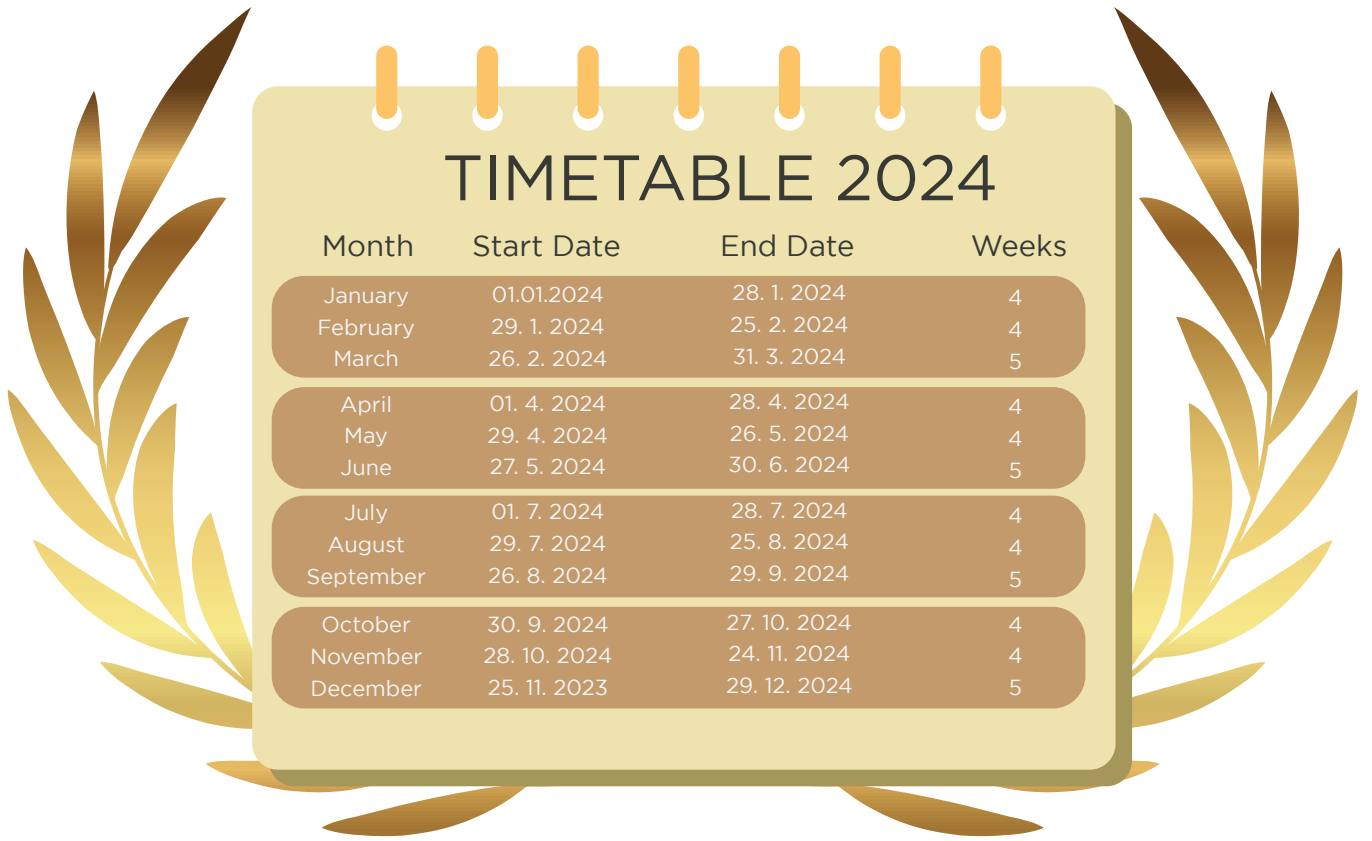 TIMETABLE 2024
Month Start Date End Date Weeks
January 01.01.2024 28. 1. 2024 4
February 29. 1. 2024 25. 2. 2024 4
March 26. 2. 2024 31. 3. 2024 5
April 01. 4. 2024 28. 4. 2024 4
May 29. 4. 2024 26. 5. 2024 4
June 27. 5. 2024 30. 6. 2024 5
July 01. 7. 2024 28. 7. 2024 4
August 29. 7. 2024 25. 8. 2024 4
September 26. 8. 2024 29. 9. 2024 5
October 30. 9. 2024 27. 10. 2024 4
November 28. 10. 2024 24. 11. 2024 4
December 25. 11. 2023 29. 12. 2024 5